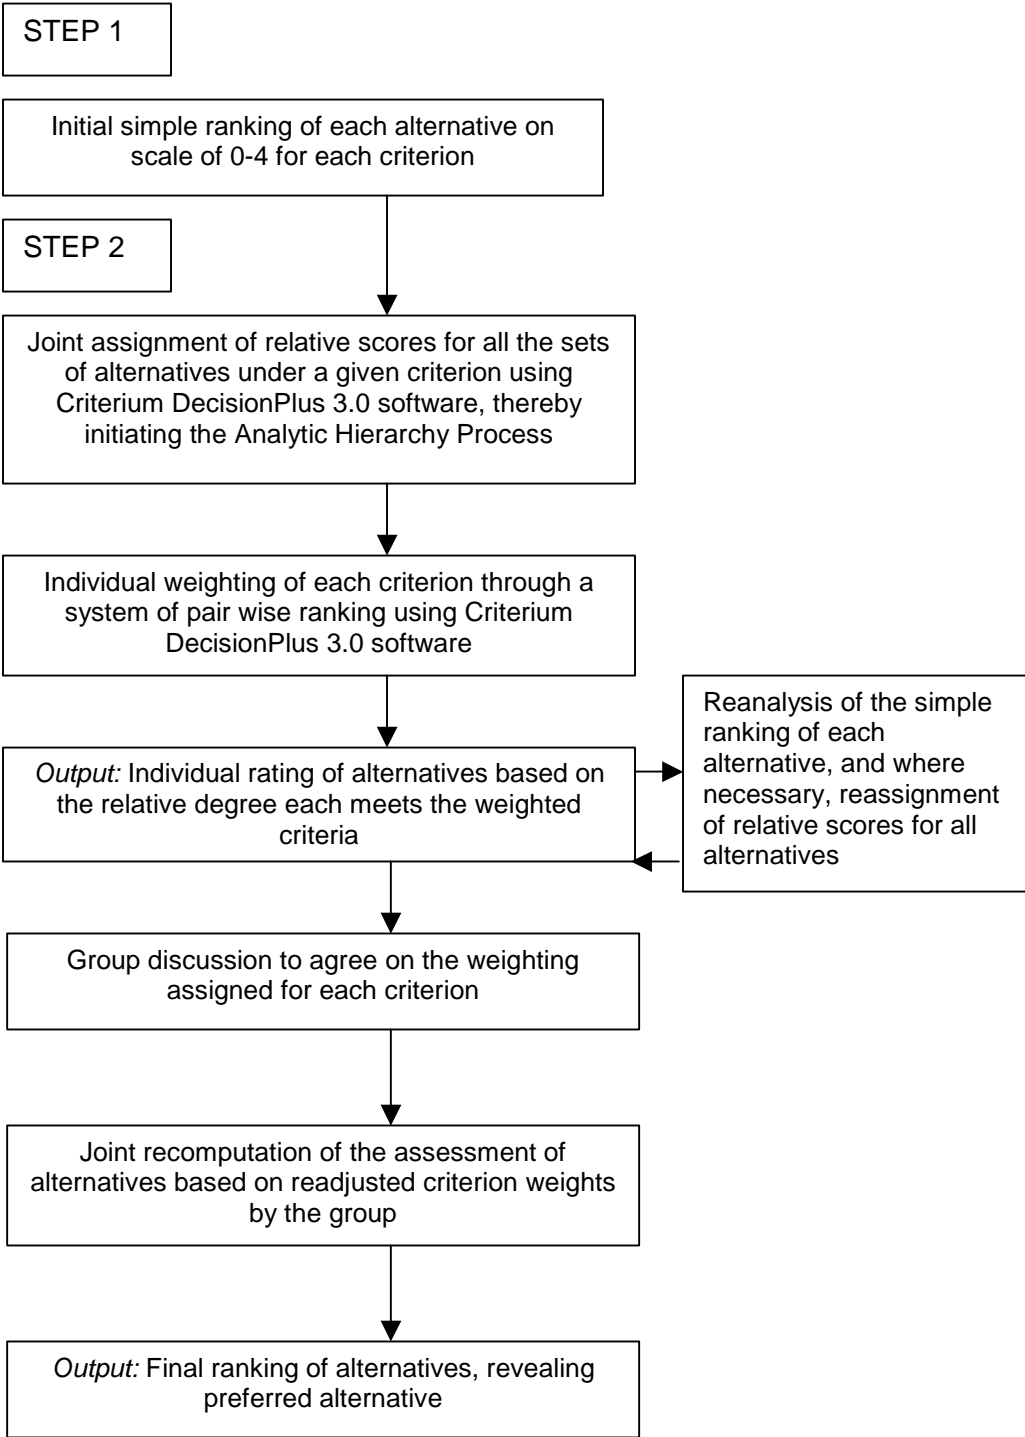 STEP 1
Initial simple ranking of each alternative on
scale of 0-4 for each criterion
STEP 2
Joint assignment of relative scores for all the sets
of alternatives under a given criterion using
Criterium DecisionPlus 3.0 software, thereby
initiating the Analytic Hierarchy Process
Individual weighting of each criterion through a
system of pair wise ranking using Criterium
DecisionPlus 3.0 software
Output: Individual rating of alternatives based on
the relative degree each meets the weighted
criteria
Reanalysis of the simple
ranking of each
alternative, and where
necessary, reassignment
of relative scores for all
alternatives
Group discussion to agree on the weighting
assigned for each criterion
Joint recomputation of the assessment of
alternatives based on readjusted criterion weights
by the group
Output: Final ranking of alternatives, revealing
preferred alternative